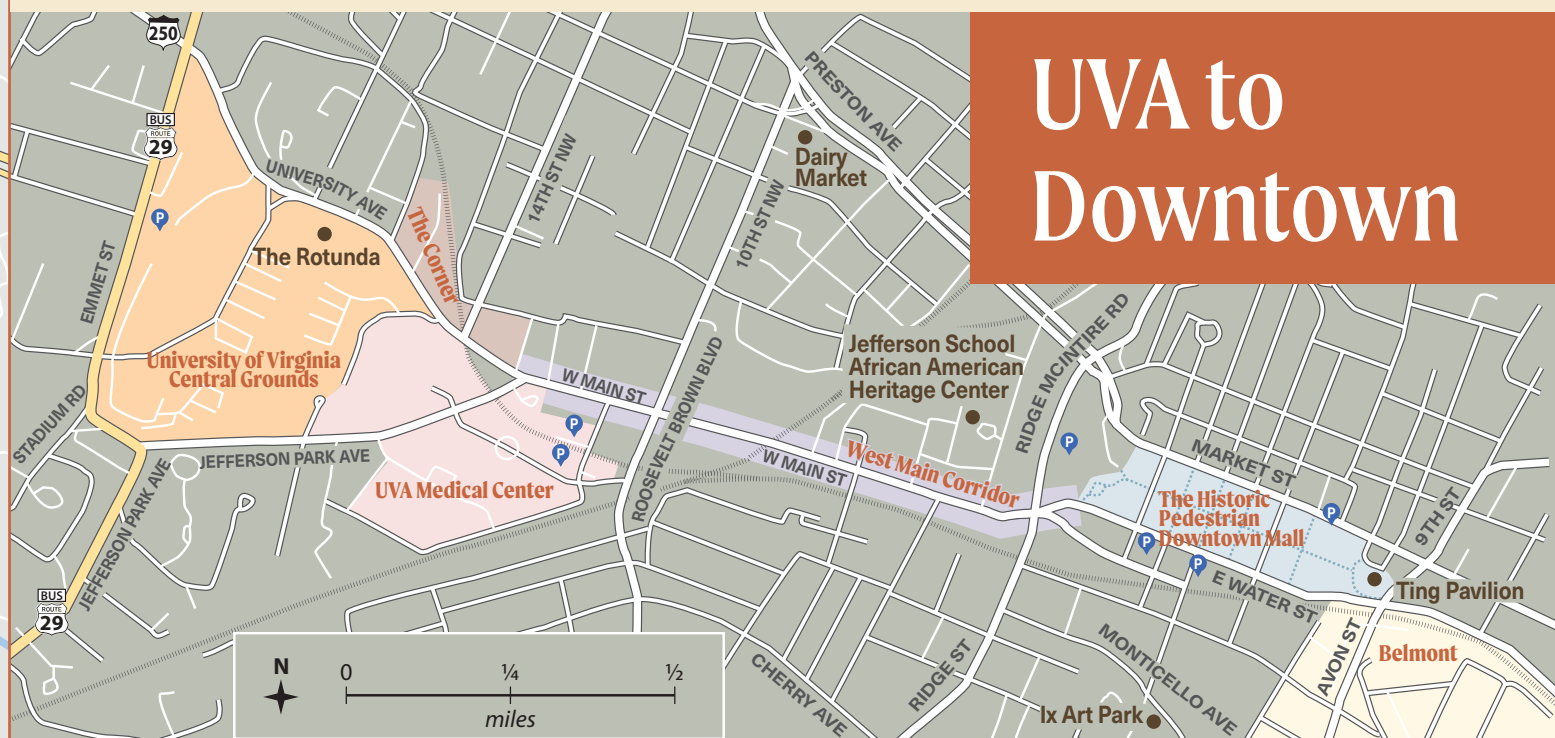 UVA to
Downtown
250
BUS
ROUTE
29
PRESTON AVE
Dairy
Market
UNIVERSITY AVE
14TH ST NW
10TH ST NW
The Corner
The Rotunda
EMMET ST
University of Virginia
Central Grounds
STADIUM RD
JEFFERSON PARK AVE
JEFFERSON PARK AVE
UVA Medical Center
W MAIN ST
ROOSEVELT BROWN BLVD
Jefferson School
African American
Heritage Center
RIDGE MCINTIRE RD
W MAIN ST
West Main Corridor
MARKET ST
The Historic
Pedestrian
Downtown Mall
9TH ST
E WATER ST
Ting Pavilion
AVON ST
Belmont
MONTICELLO AVE
RIDGE ST
CHERRY AVE
Ix Art Park
BUS
ROUTE
29
P
P
P
P
P
P
P
N
0 ¼ ½
miles